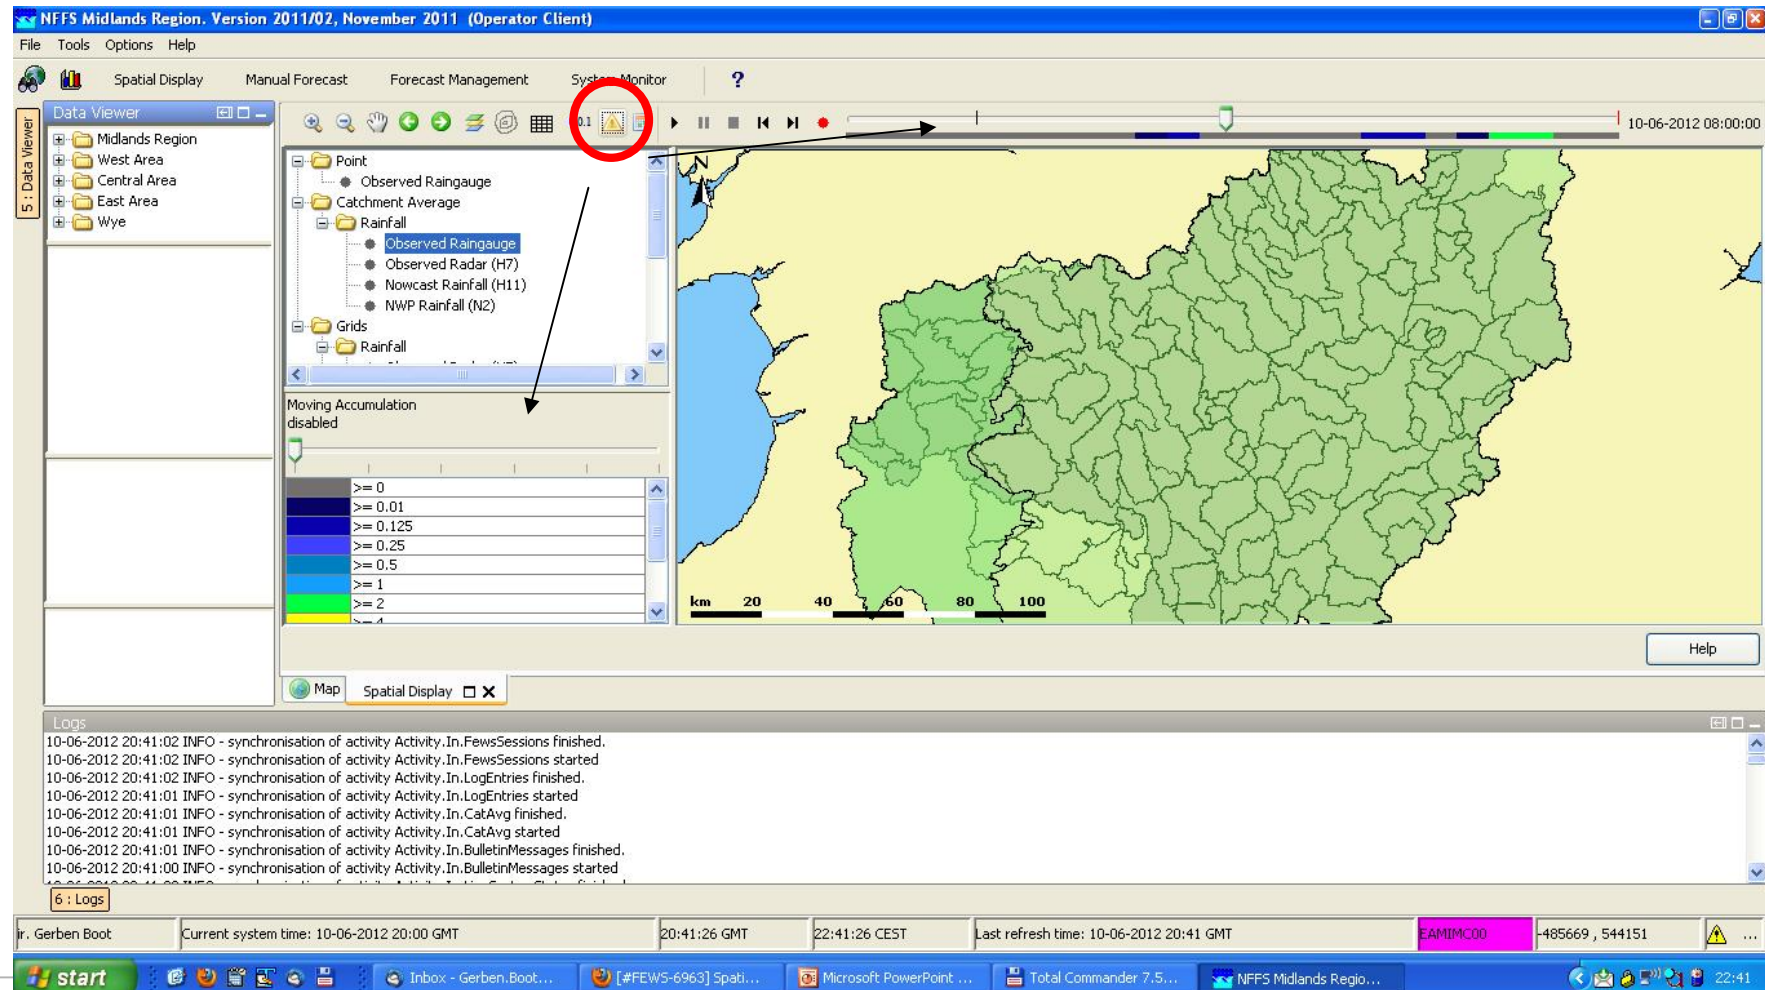 NFFS Midlands Region. Version 2011/02, November 2011 (Operator Client)
File Tools Options Help
Spatial Display Manual Forecast Forecast Management System Monitor ?
5 : Data Viewer
Data Viewer
Midlands Region
West Area
Central Area
East Area
Wye
0.1
10-06-2012 08:00:00
Point
Observed Raingauge
Catchment Average
Rainfall
Observed Raingauge
Observed Radar (H7)
Nowcast Rainfall (H11)
NWP Rainfall (N2)
Grids
Rainfall
Moving Accumulation
disabled
>= 0
>= 0.01
>= 0.125
>= 0.25
>= 0.5
>= 1
>= 2
>= 4
N
km 20 40 60 80 100
Help
Map Spatial Display
Logs
10-06-2012 20:41:02 INFO - synchronisation of activity Activity.In.FewsSessions finished.
10-06-2012 20:41:02 INFO - synchronisation of activity Activity.In.FewsSessions started
10-06-2012 20:41:02 INFO - synchronisation of activity Activity.In.LogEntries finished.
10-06-2012 20:41:01 INFO - synchronisation of activity Activity.In.LogEntries started
10-06-2012 20:41:01 INFO - synchronisation of activity Activity.In.CatAvg finished.
10-06-2012 20:41:01 INFO - synchronisation of activity Activity.In.CatAvg started
10-06-2012 20:41:01 INFO - synchronisation of activity Activity.In.BulletinMessages finished.
10-06-2012 20:41:00 INFO - synchronisation of activity Activity.In.BulletinMessages started
6 : Logs
ir. Gerben Boot Current system time: 10-06-2012 20:00 GMT 20:41:26 GMT 22:41:26 CEST Last refresh time: 10-06-2012 20:41 GMT EAMIMC00 -485669 , 544151 ...
start Inbox - Gerben.Boot... [#FEWS-6963] Spati... Microsoft PowerPoint ... Total Commander 7.5... NFFS Midlands Regio... 22:41